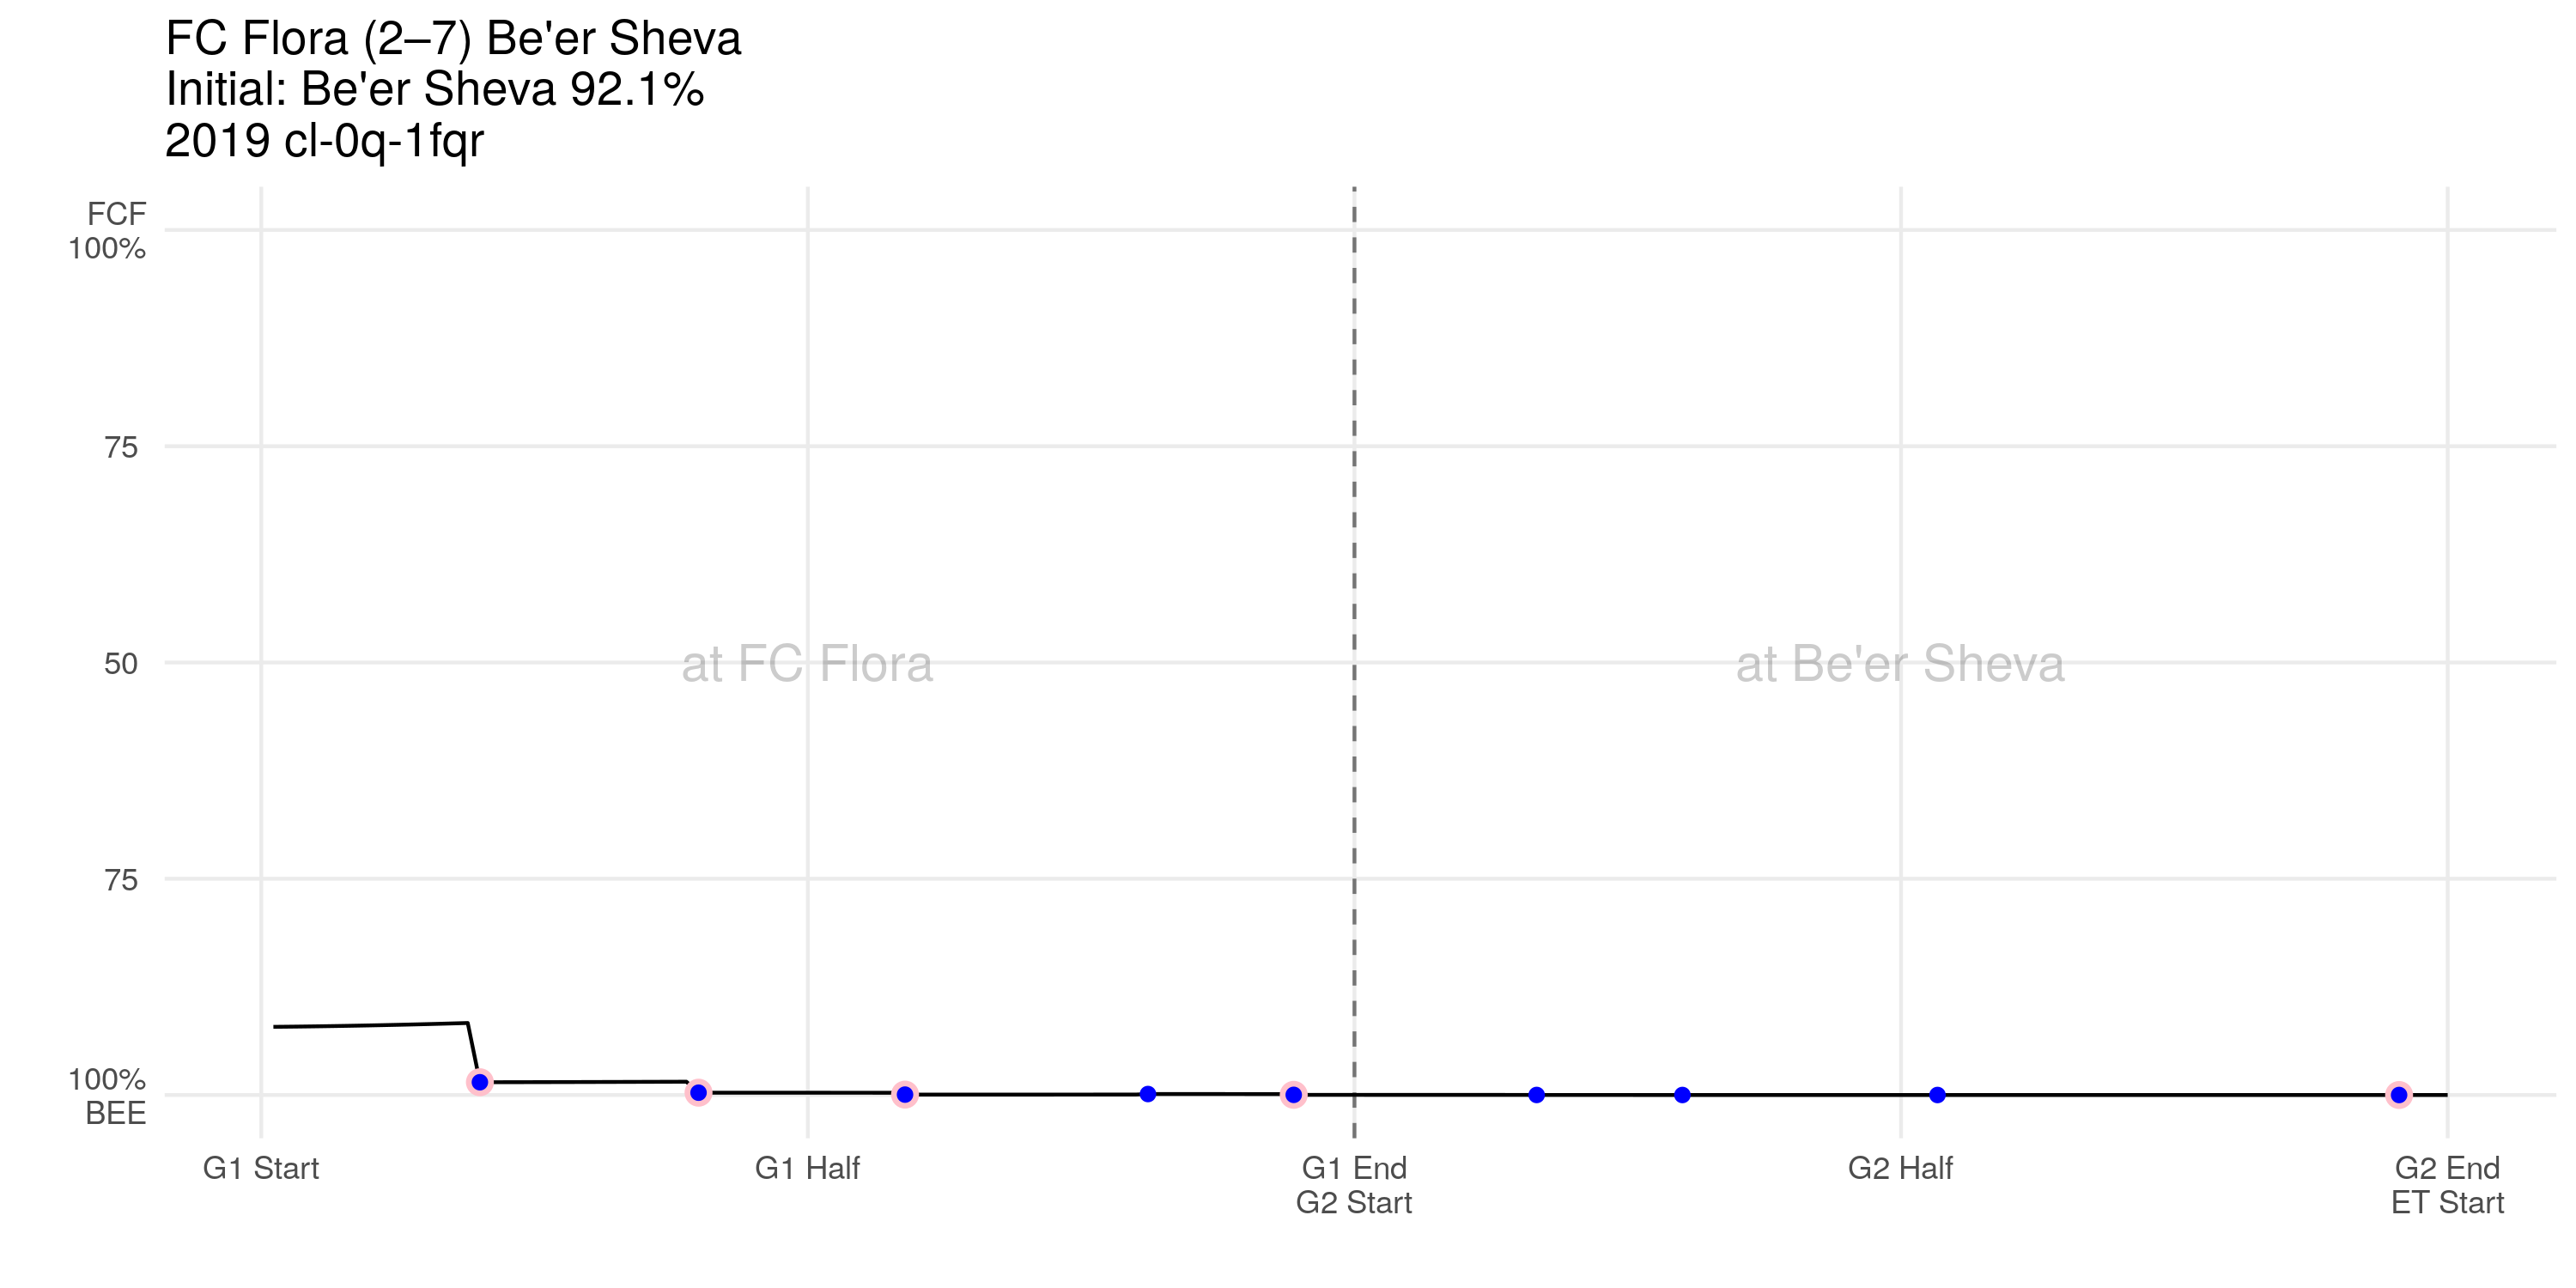 FC Flora (2–7) Be'er Sheva
Initial: Be'er Sheva 92.1%
2019 cl-0q-1fqr
FCF
100%
75
50
75
100%
BEE
at FC Flora
at Be'er Sheva
G1 Start
G1 Half
G1 End
G2 Start
G2 Half
G2 End
ET Start